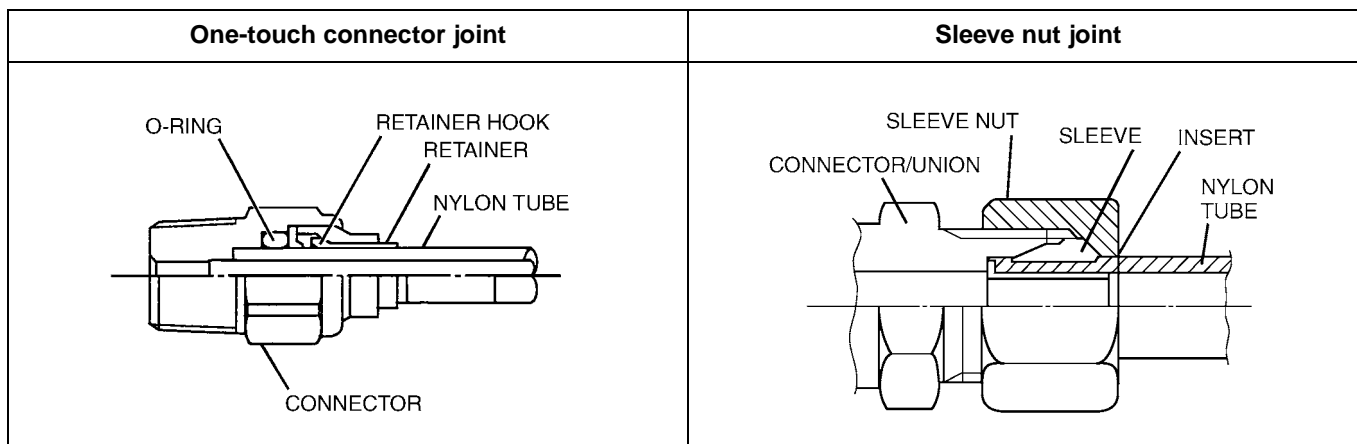 One-touch connector joint
Sleeve nut joint
O-RING
RETAINER HOOK
RETAINER
NYLON TUBE
CONNECTOR
SLEEVE NUT
SLEEVE
INSERT
CONNECTOR/UNION
NYLON
TUBE